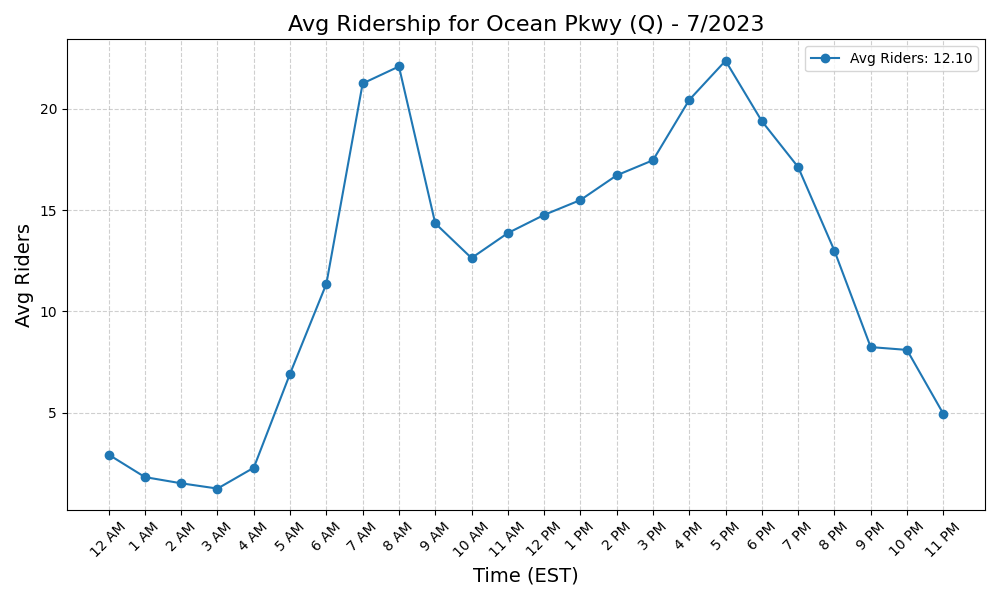 Avg Ridership for Ocean Pkwy (Q) - 7/2023
Avg Riders: 12.10
Avg Riders
20
15
10
5
12 AM
1 AM
2 AM
3 AM
4 AM
5 AM
6 AM
7 AM
8 AM
9 AM
10 AM
11 AM
12 PM
1 PM
2 PM
3 PM
4 PM
5 PM
6 PM
7 PM
8 PM
9 PM
10 PM
11 PM
Time (EST)